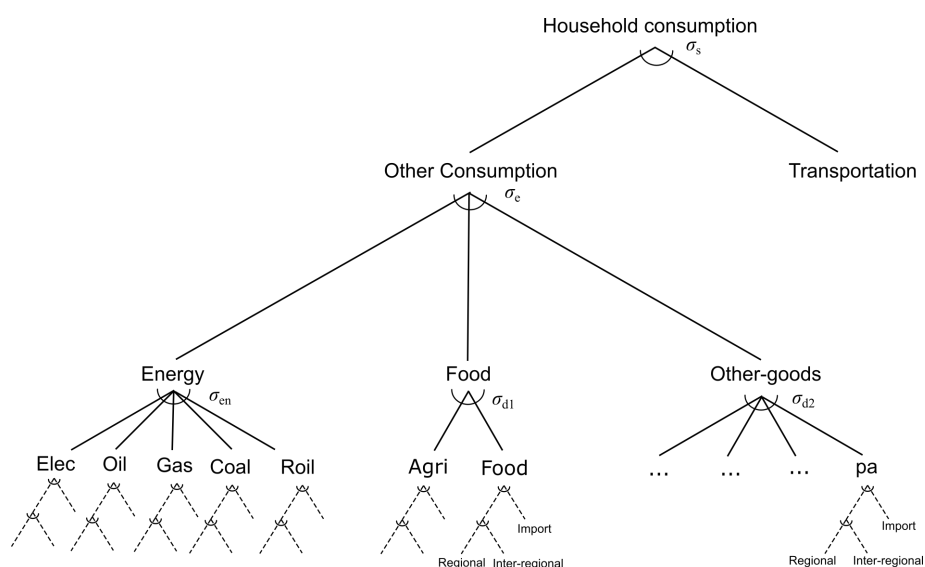 Household consumption
σs
Other Consumption
Transportation
σe
Energy
Food
Other-goods
σen
σd1
σd2
Elec
Oil
Gas
Coal
Roil
Agri
Food
...
...
...
pa
Import
Import
Regional
Inter-regional
Regional
Inter-regional